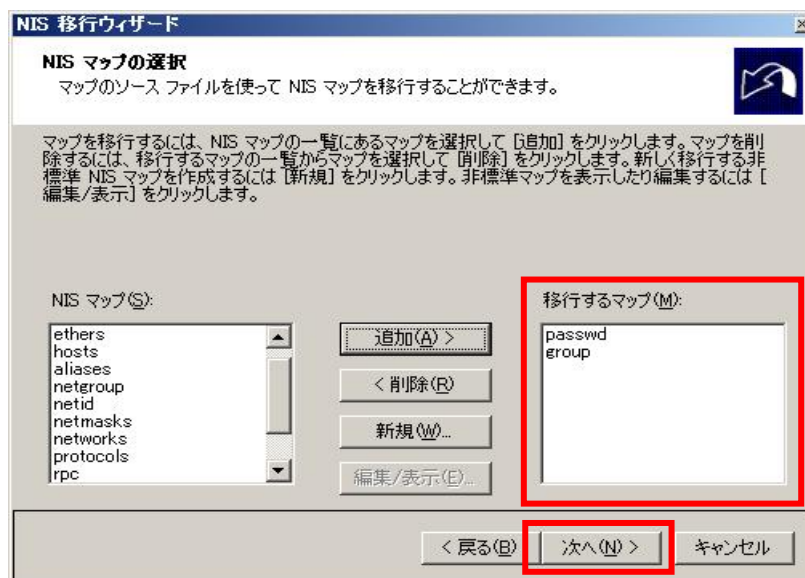 NIS 移行ウィザード
NIS マップの選択
マップのソース ファイルを使って NIS マップを移行することができます。
マップを移行するには、NIS マップの一覧にあるマップを選択して [追加] をクリックします。マップを削
除するには、移行するマップの一覧からマップを選択して [削除] をクリックします。新しく移行する非
標準 NIS マップを作成するには [新規] をクリックします。非標準マップを表示したり編集するには [
編集/表示] をクリックします。
NIS マップ(S):
ethers
hosts
aliases
netgroup
netid
netmasks
networks
protocols
rpc
追加(A) >
< 削除(R)
新規(W)...
編集/表示(E)...
移行するマップ(M):
passwd
group
< 戻る(B)
次へ(N) >
キャンセル